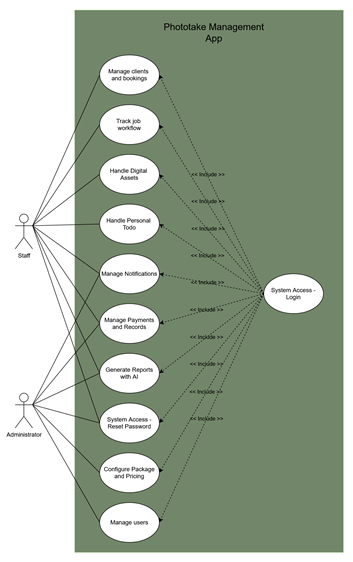 Phototake Management
App
Manage clients
and bookings
Track job
workflow
Handle Digital
Assets
Handle Personal
Todo
Manage Notifications
Manage Payments
and Records
Generate Reports
with AI
System Access -
Reset Password
Configure Package
and Pricing
Manage users
Staff
Administrator
<< Include >>
<< Include >>
<< Include >>
<< Include >>
<< Include >>
<< Include >>
<< Include >>
<< Include >>
<< Include >>
<< Include >>
System Access -
Login